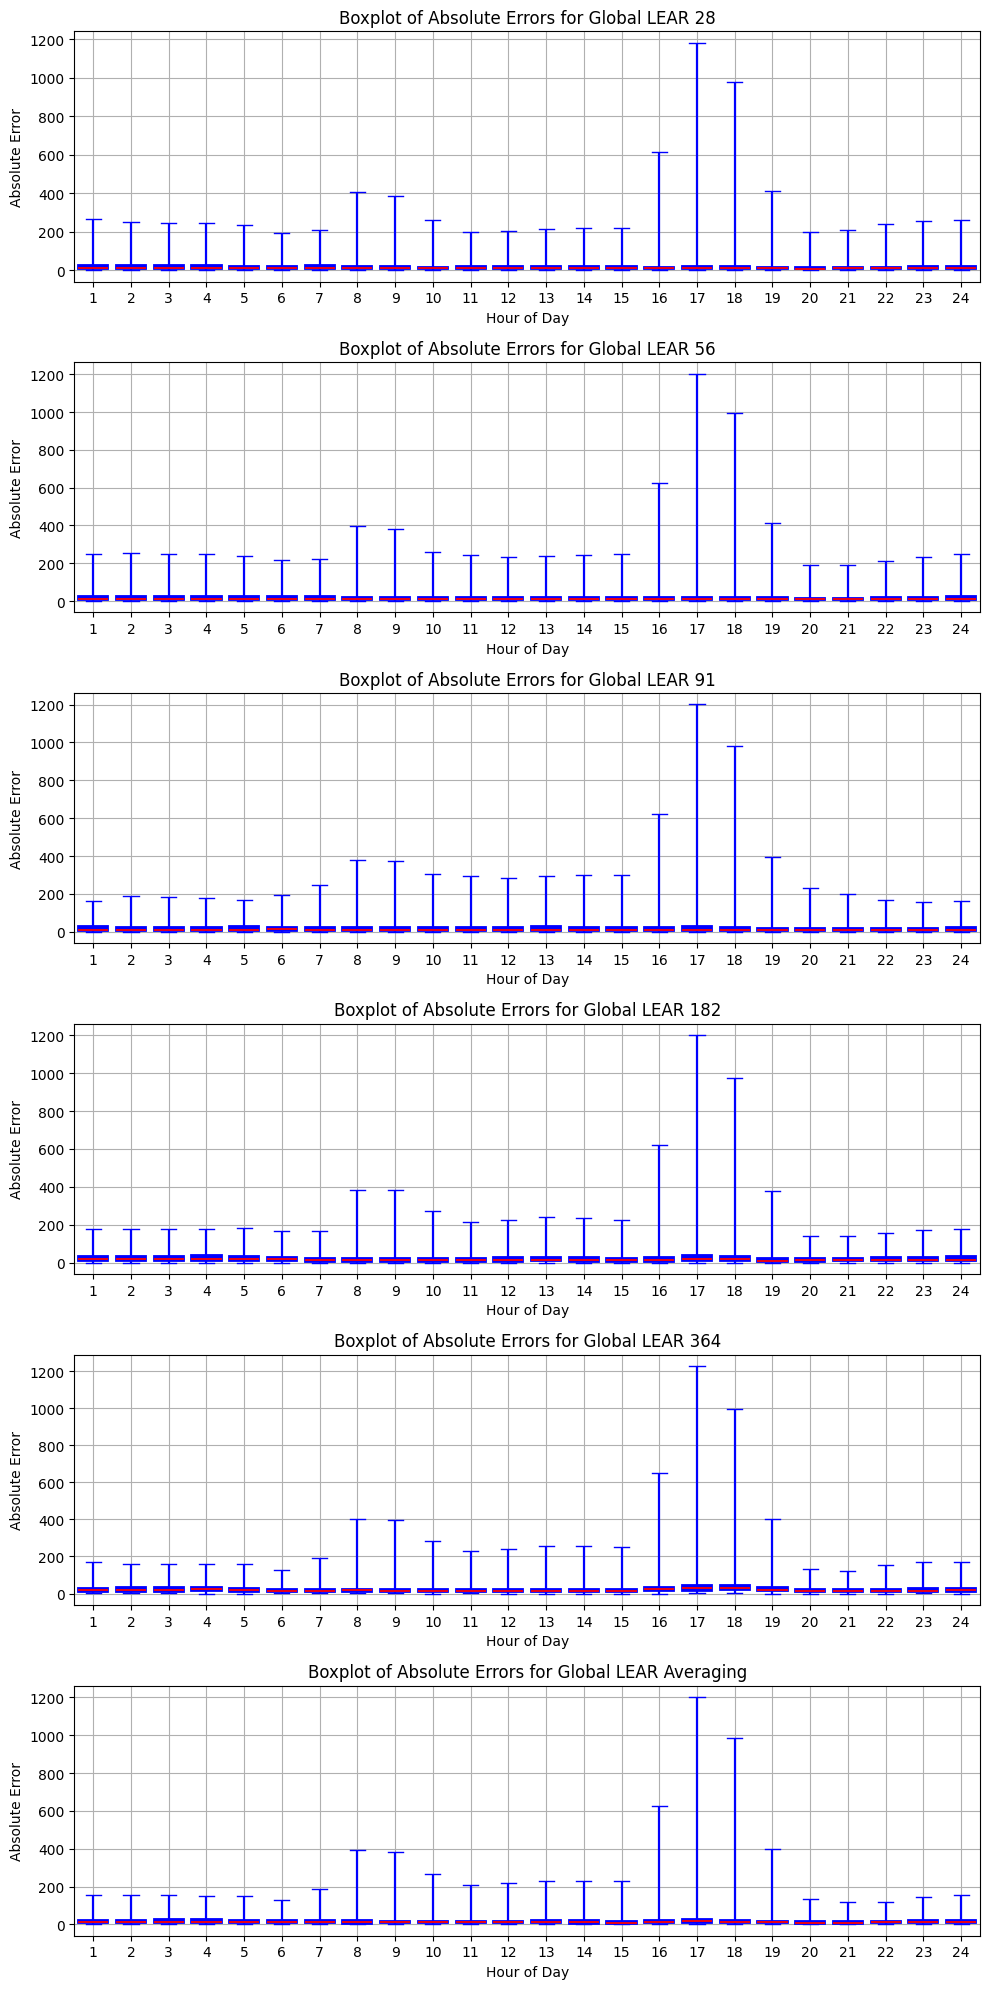 Boxplot of Absolute Errors for Global LEAR 28
1200
1000
800
600
400
200
0
Absolute Error
1 2 3 4 5 6 7 8 9 10 11 12 13 14 15 16 17 18 19 20 21 22 23 24
Hour of Day
Boxplot of Absolute Errors for Global LEAR 56
1200
1000
800
600
400
200
0
Absolute Error
1 2 3 4 5 6 7 8 9 10 11 12 13 14 15 16 17 18 19 20 21 22 23 24
Hour of Day
Boxplot of Absolute Errors for Global LEAR 91
1200
1000
800
600
400
200
0
Absolute Error
1 2 3 4 5 6 7 8 9 10 11 12 13 14 15 16 17 18 19 20 21 22 23 24
Hour of Day
Boxplot of Absolute Errors for Global LEAR 182
1200
1000
800
600
400
200
0
Absolute Error
1 2 3 4 5 6 7 8 9 10 11 12 13 14 15 16 17 18 19 20 21 22 23 24
Hour of Day
Boxplot of Absolute Errors for Global LEAR 364
1200
1000
800
600
400
200
0
Absolute Error
1 2 3 4 5 6 7 8 9 10 11 12 13 14 15 16 17 18 19 20 21 22 23 24
Hour of Day
Boxplot of Absolute Errors for Global LEAR Averaging
1200
1000
800
600
400
200
0
Absolute Error
1 2 3 4 5 6 7 8 9 10 11 12 13 14 15 16 17 18 19 20 21 22 23 24
Hour of Day